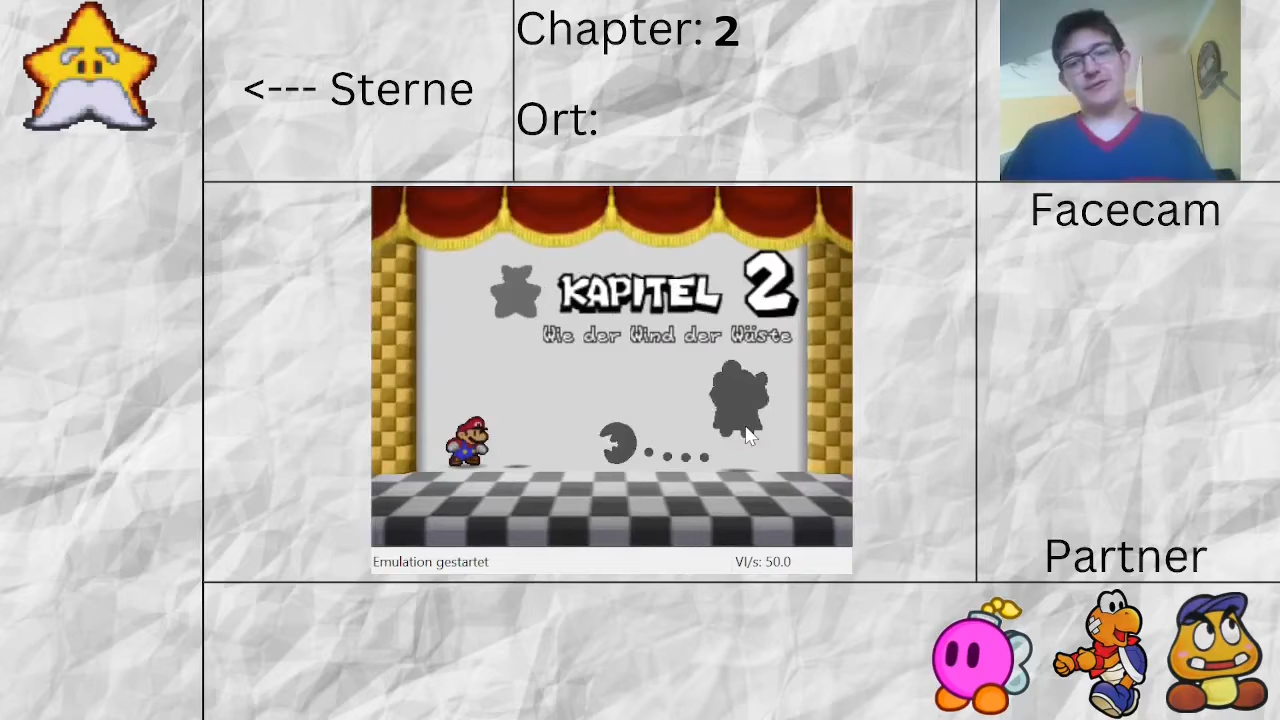 <--- Sterne
Chapter: 2
Ort:
Facecam
KAPITEL 2
Wie der Wind der Wüste
Emulation gestartet
VI/s: 50.0
Partner